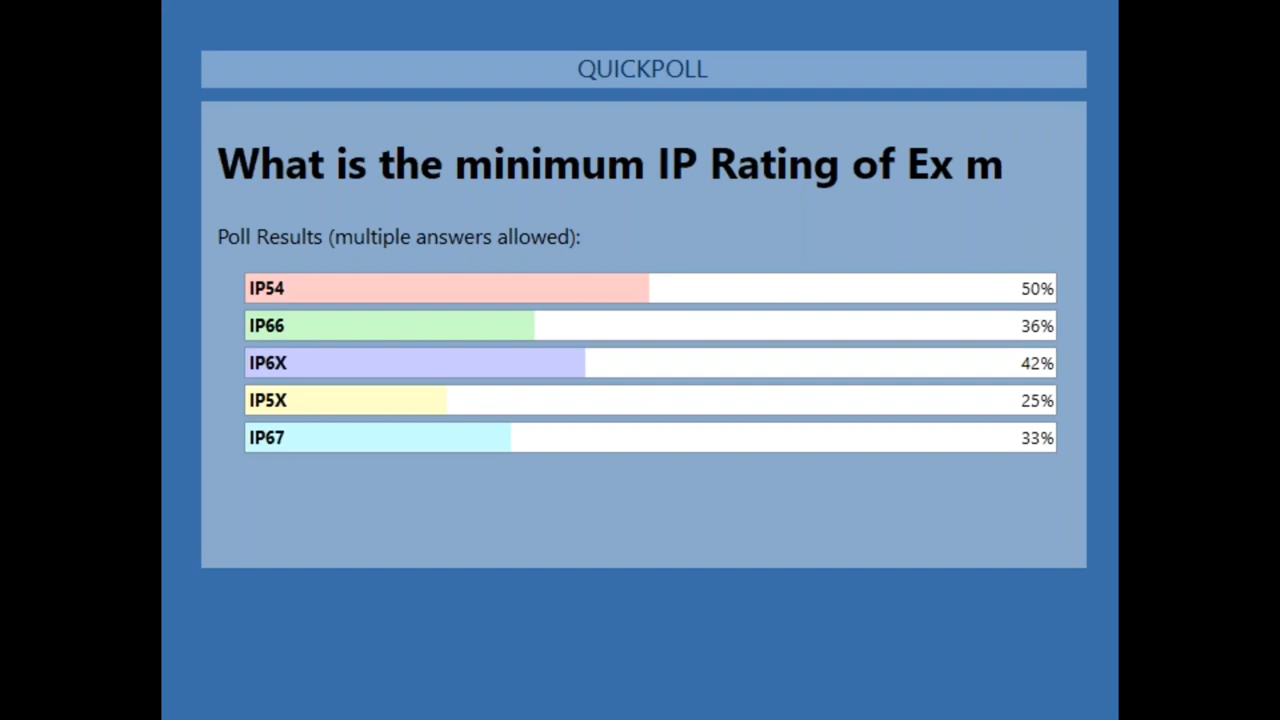 QUICKPOLL
What is the minimum IP Rating of Ex m
Poll Results (multiple answers allowed):
IP54 50%
IP66 36%
IP6X 42%
IP5X 25%
IP67 33%